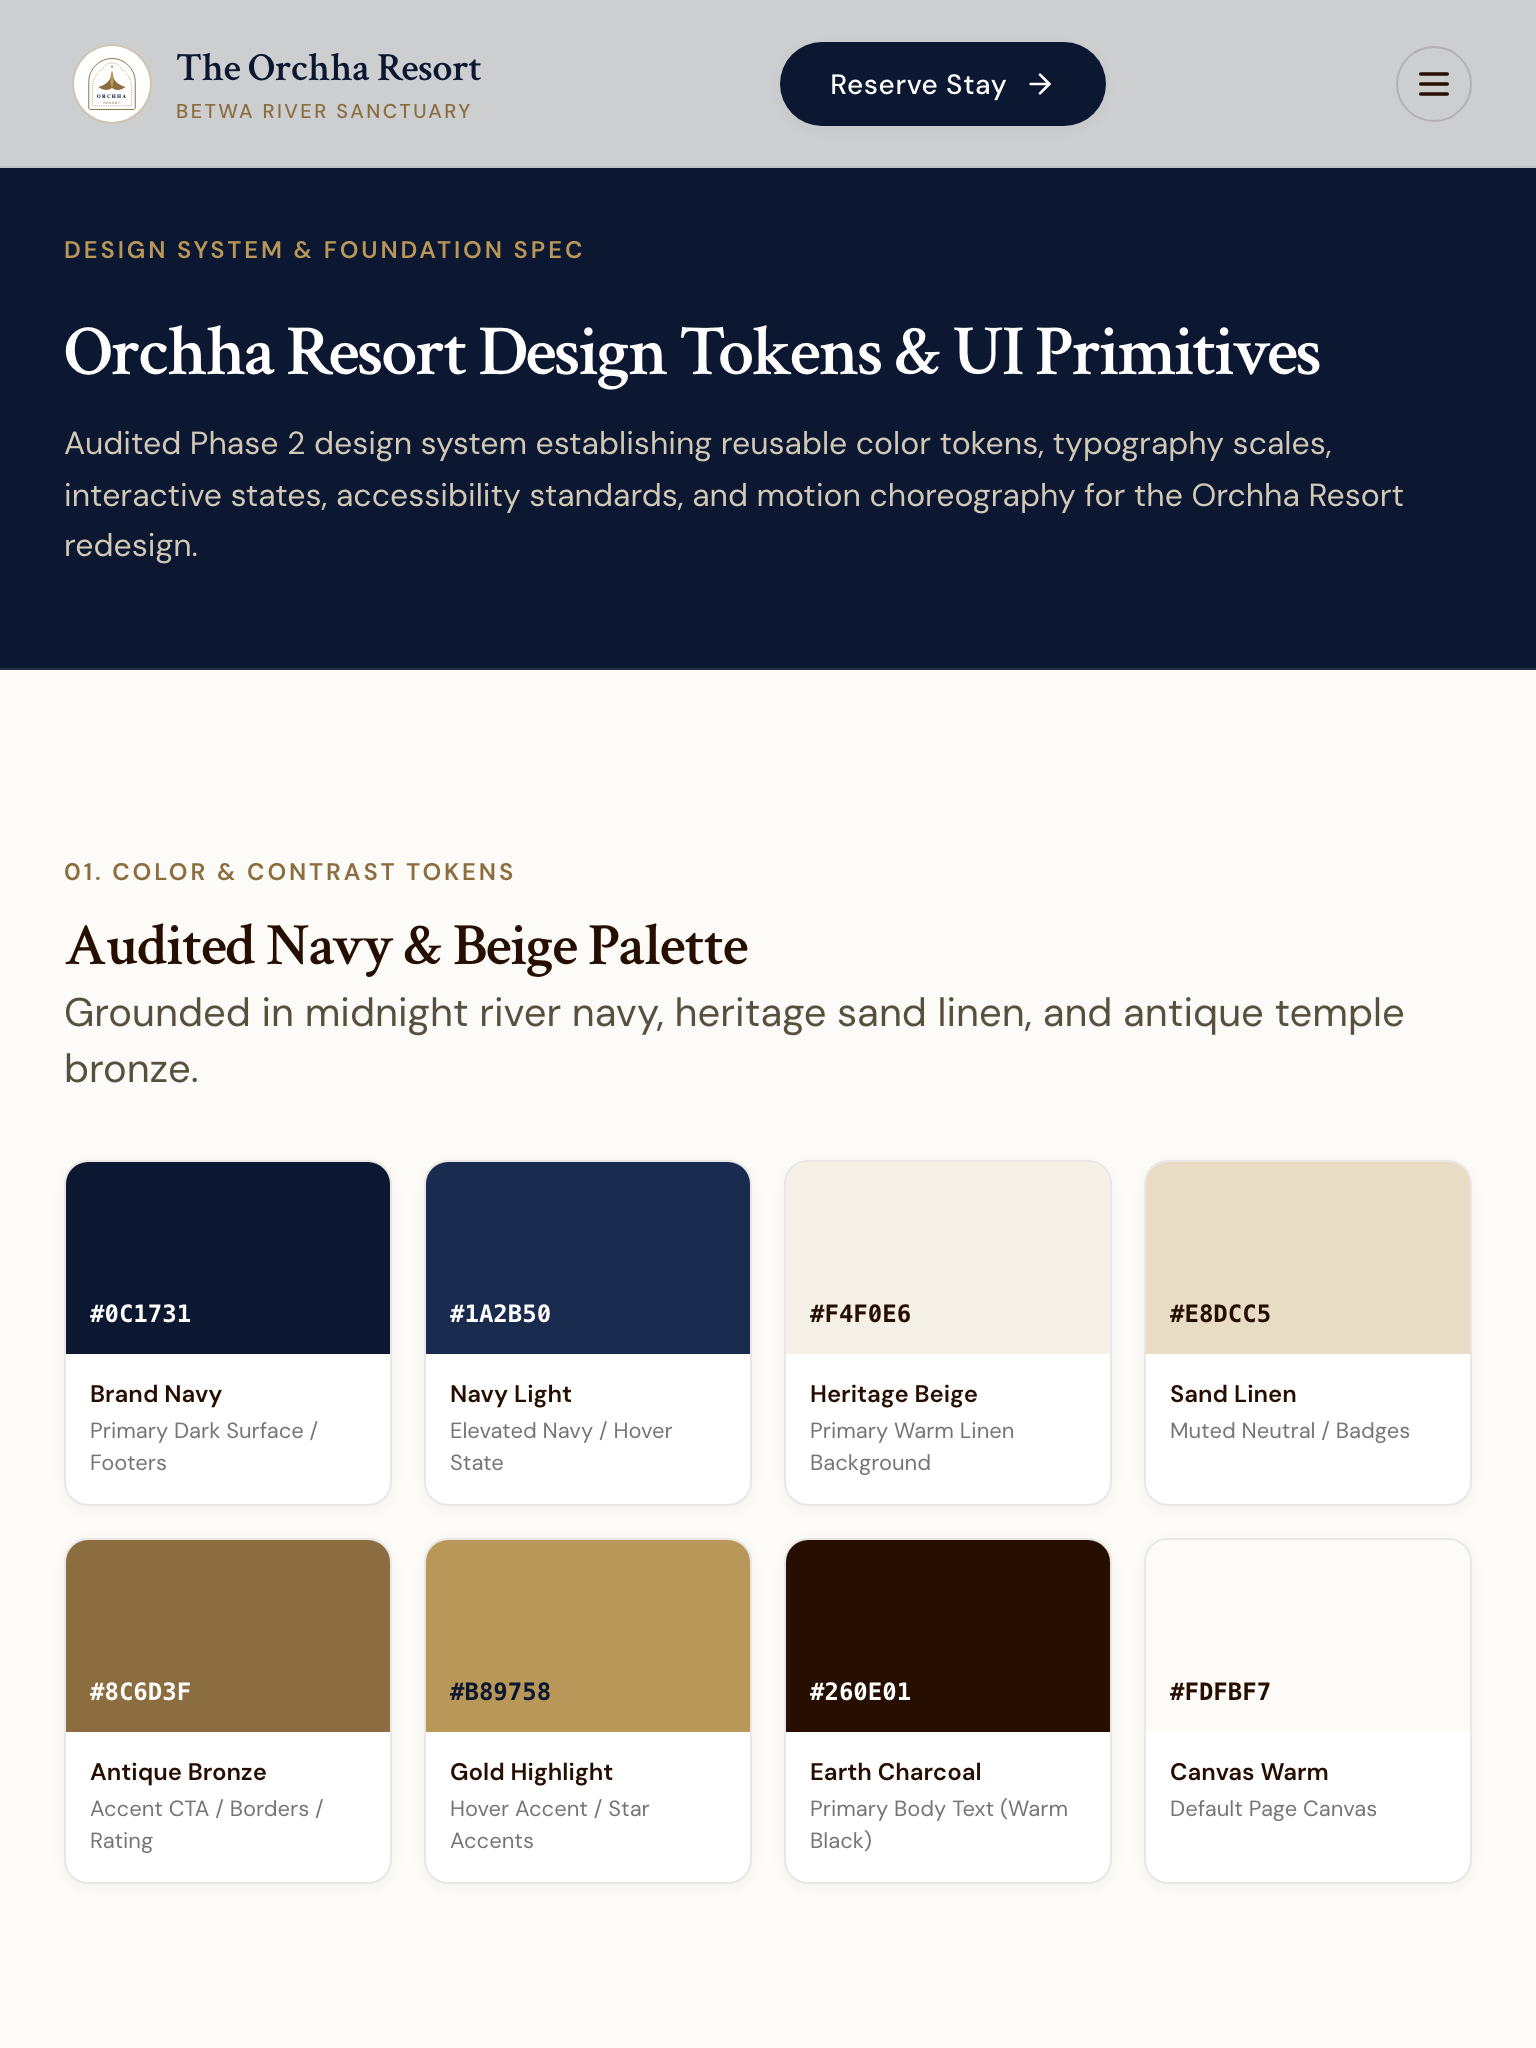 ORCHHA
RESORT
The Orchha Resort
BETWA RIVER SANCTUARY
Reserve Stay
DESIGN SYSTEM & FOUNDATION SPEC
Orchha Resort Design Tokens & UI Primitives
Audited Phase 2 design system establishing reusable color tokens, typography scales,
interactive states, accessibility standards, and motion choreography for the Orchha Resort
redesign.
01. COLOR & CONTRAST TOKENS
Audited Navy & Beige Palette
Grounded in midnight river navy, heritage sand linen, and antique temple
bronze.
#0C1731
Brand Navy
Primary Dark Surface /
Footers
#1A2B50
Navy Light
Elevated Navy / Hover
State
#F4F0E6
Heritage Beige
Primary Warm Linen
Background
#E8DCC5
Sand Linen
Muted Neutral / Badges
#8C6D3F
Antique Bronze
Accent CTA / Borders /
Rating
#B89758
Gold Highlight
Hover Accent / Star
Accents
#260E01
Earth Charcoal
Primary Body Text (Warm
Black)
#FDFBF7
Canvas Warm
Default Page Canvas